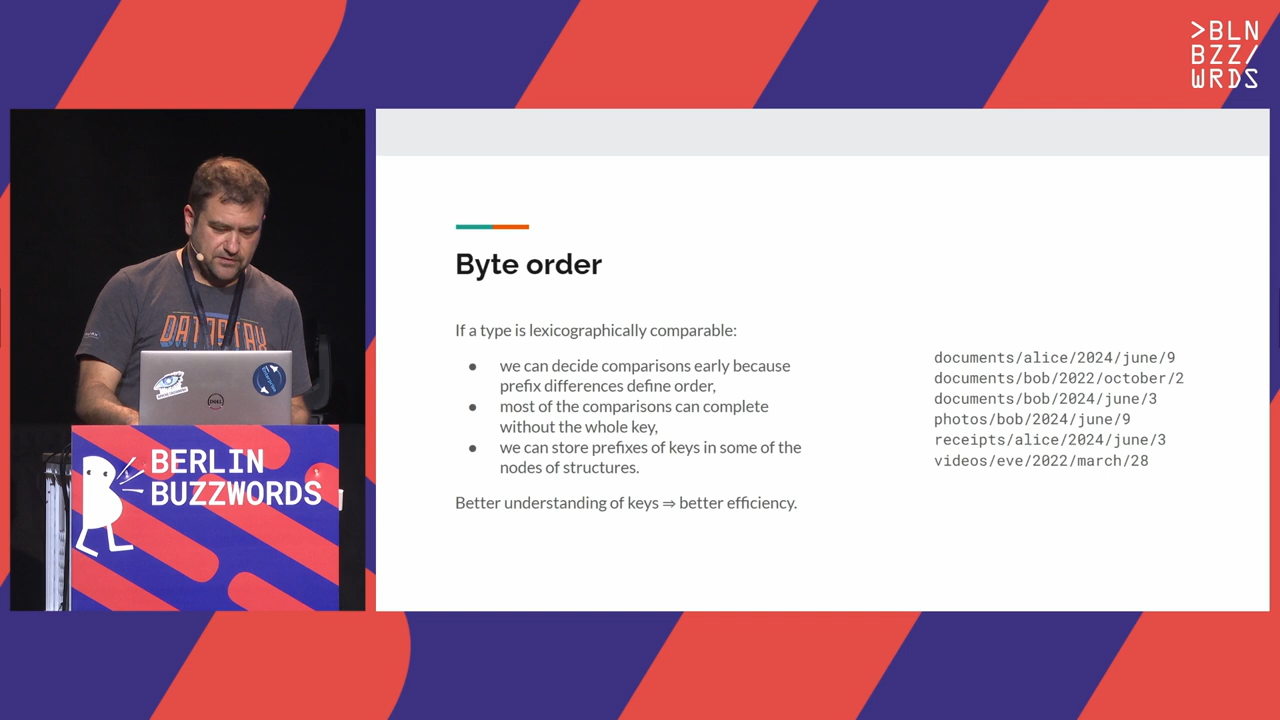 >BLN
BZZ/
WRDS
Byte order
If a type is lexicographically comparable:
● we can decide comparisons early because
prefix differences define order,
● most of the comparisons can complete
without the whole key,
● we can store prefixes of keys in some of the
nodes of structures.
Better understanding of keys ⇒ better efficiency.
documents/alice/2024/june/9
documents/bob/2022/october/2
documents/bob/2024/june/3
photos/bob/2024/june/9
receipts/alice/2024/june/3
videos/eve/2022/march/28
DATASTAX
DELL
BERLIN
BUZZWORDS